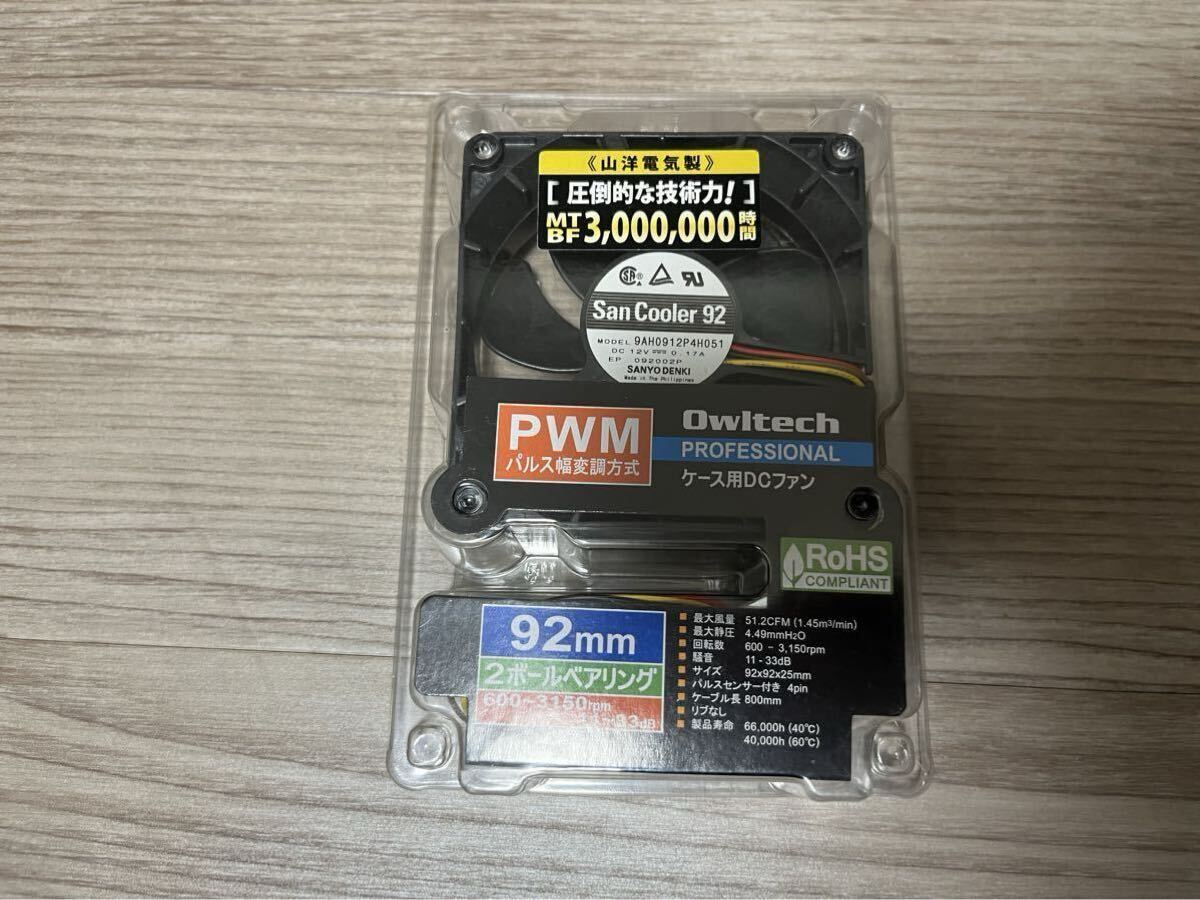 《山洋電気製》
[ 圧倒的な技術力! ]
MTBF 3,000,000時間
San Cooler 92
MODEL 9AH0912P4H051
DC 12V 0.17A
EP 092002P
SANYO DENKI
Made in The Philippines
PWM
パルス幅変調方式
Owltech
PROFESSIONAL
ケース用DCファン
RoHS
COMPLIANT
92mm
2ボールベアリング
600~3150rpm
33dB
■ 最大風量 51.2CFM (1.45m³/min)
■ 最大静圧 4.49mmH2O
■ 回転数 600 - 3,150rpm
■ 騒音 11 - 33dB
■ サイズ 92x92x25mm
■ パルスセンサー付き 4pin
■ ケーブル長 800mm
■ リブなし
■ 製品寿命 66,000h (40℃)
40,000h (60℃)